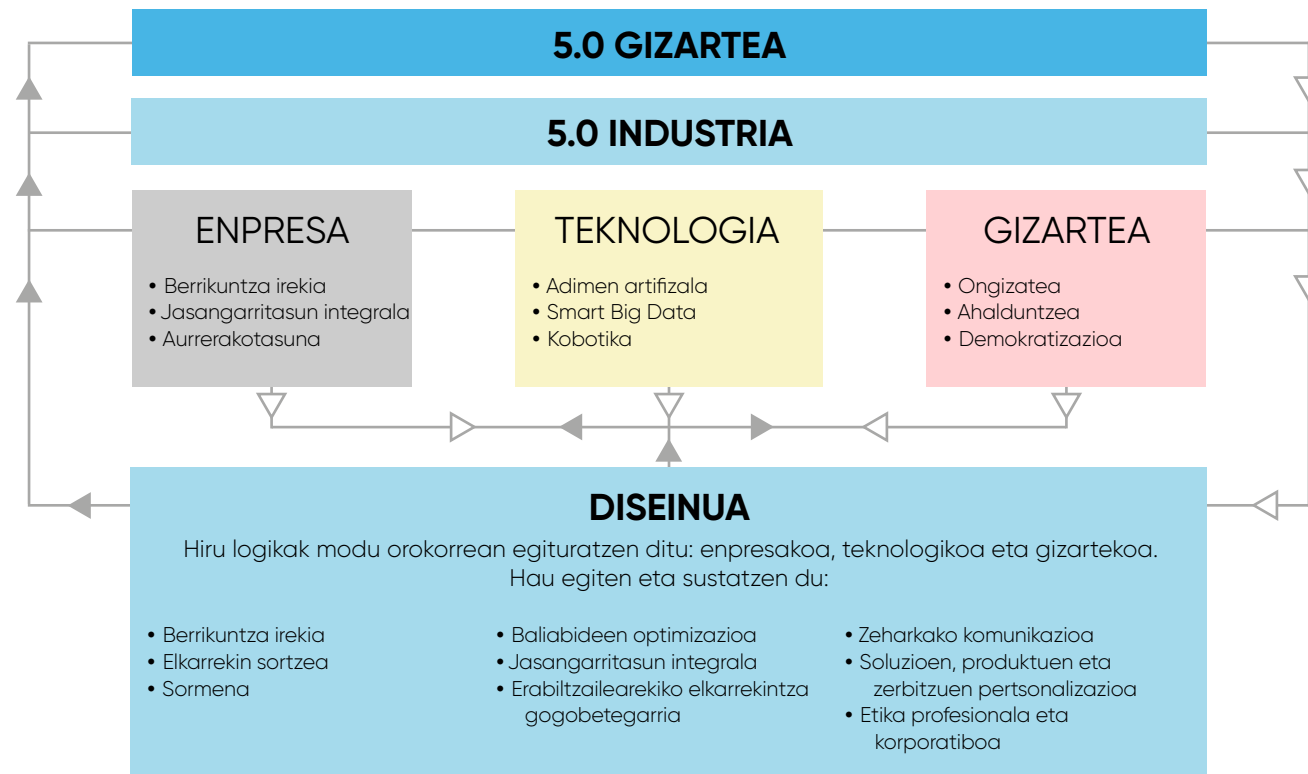 5.0 GIZARTEA
5.0 INDUSTRIA
ENPRESA
• Berrikuntza irekia
• Jasangarritasun integrala
• Aurrerakotasuna
TEKNOLOGIA
• Adimen artifizala
• Smart Big Data
• Kobotika
GIZARTEA
• Ongizatea
• Ahalduntzea
• Demokratizazioa
DISEINUA
Hiru logikak modu orokorrean egituratzen ditu: enpresakoa, teknologikoa eta gizartekoa.
Hau egiten eta sustatzen du:
• Berrikuntza irekia
• Elkarrekin sortzea
• Sormena
• Baliabideen optimizazioa
• Jasangarritasun integrala
• Erabiltzailearekiko elkarrekintza
gogobetegarria
• Zeharkako komunikazioa
• Soluzioen, produktuen eta
zerbitzuen pertsonalizazioa
• Etika profesionala eta
korporatiboa